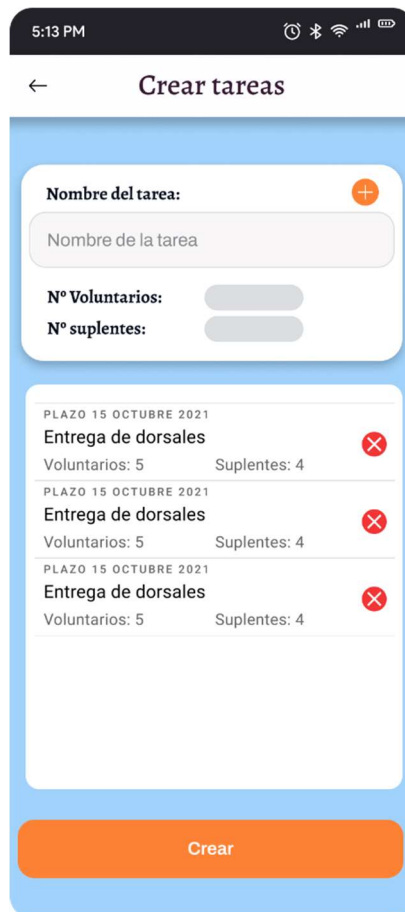 5:13 PM
Crear tareas
Nombre del tarea:
Nombre de la tarea
Nº Voluntarios:
Nº suplentes:
PLAZO 15 OCTUBRE 2021
Entrega de dorsales
Voluntarios: 5 Suplentes: 4
PLAZO 15 OCTUBRE 2021
Entrega de dorsales
Voluntarios: 5 Suplentes: 4
PLAZO 15 OCTUBRE 2021
Entrega de dorsales
Voluntarios: 5 Suplentes: 4
Crear